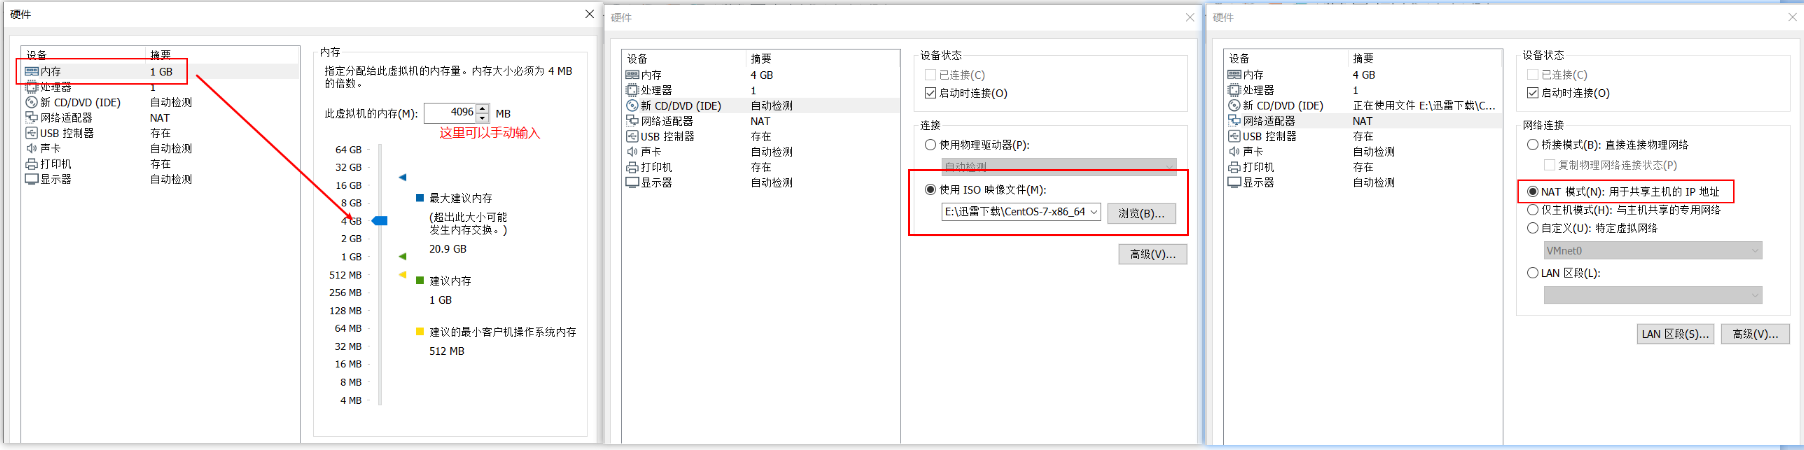 硬件
设备 摘要
内存 1 GB
处理器 1
新 CD/DVD (IDE) 自动检测
网络适配器 NAT
USB 控制器 存在
声卡 自动检测
打印机 存在
显示器 自动检测
内存
指定分配给此虚拟机的内存量。内存大小必须为 4 MB
的倍数。
此虚拟机的内存(M): 4096 MB
这里可以手动输入
64 GB
32 GB
16 GB
8 GB
4 GB
2 GB
1 GB
512 MB
256 MB
128 MB
64 MB
32 MB
16 MB
8 MB
4 MB
最大建议内存
(超出此大小可能
发生内存交换。)
20.9 GB
建议内存
1 GB
建议的最小客户机操作系统内存
512 MB
硬件
设备 摘要
内存 4 GB
处理器 1
新 CD/DVD (IDE) 自动检测
网络适配器 NAT
USB 控制器 存在
声卡 自动检测
打印机 存在
显示器 自动检测
设备状态
已连接(C)
启动时连接(O)
连接
使用物理驱动器(P):
自动检测
使用 ISO 映像文件(M):
E:\迅雷下载\CentOS-7-x86_64 浏览(B)...
高级(V)...
硬件
设备 摘要
内存 4 GB
处理器 1
新 CD/DVD (IDE) 正在使用文件 E:\迅雷下载\C...
网络适配器 NAT
USB 控制器 存在
声卡 自动检测
打印机 存在
显示器 自动检测
设备状态
已连接(C)
启动时连接(O)
网络连接
桥接模式(B): 直接连接物理网络
复制物理网络连接状态(P)
NAT 模式(N): 用于共享主机的 IP 地址
仅主机模式(H): 与主机共享的专用网络
自定义(U): 特定虚拟网络
VMnet0
LAN 区段(L):
LAN 区段(S)... 高级(V)...